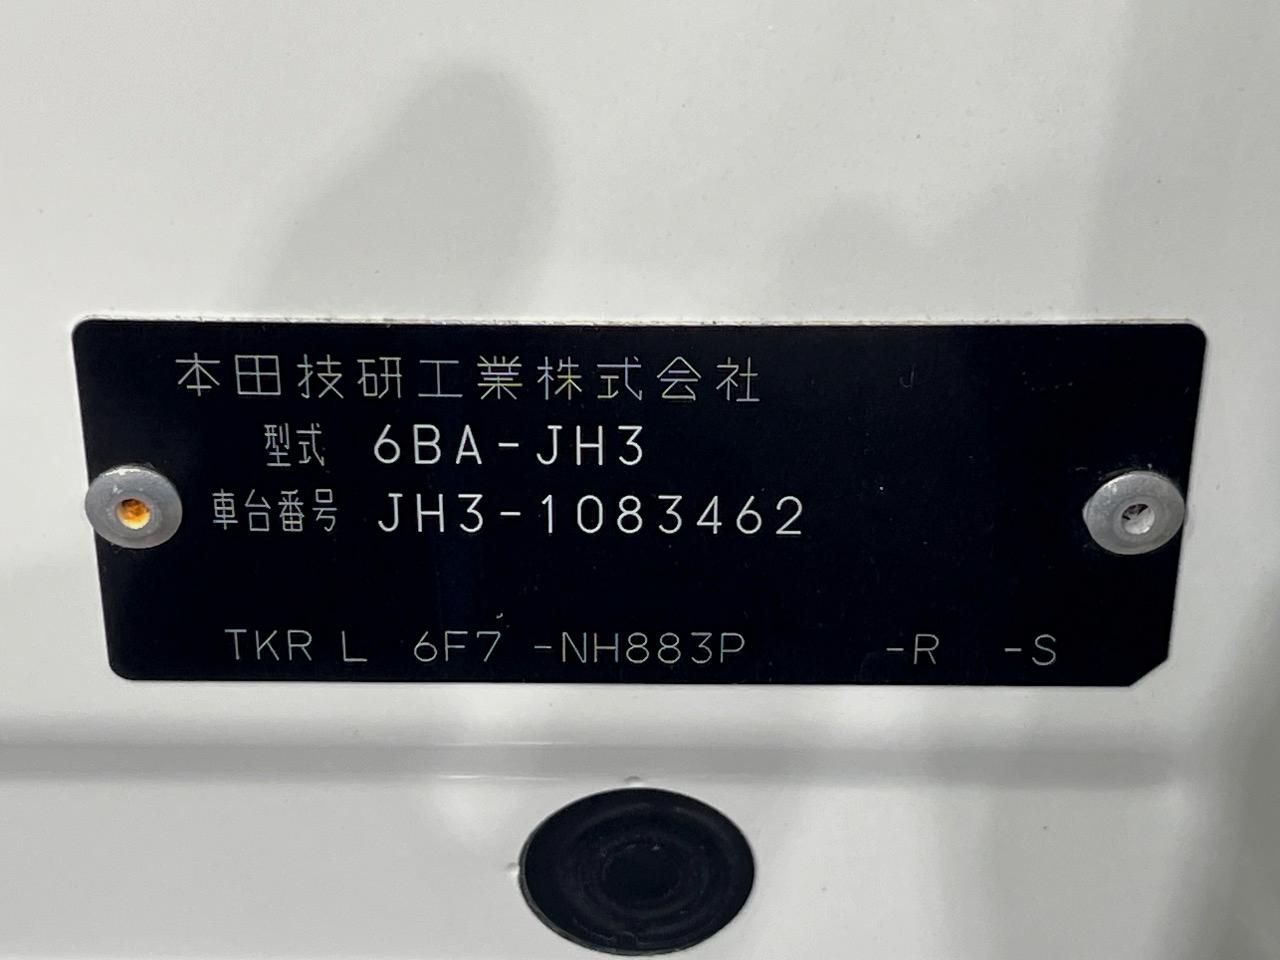 本田技研工業株式会社
型式 6BA-JH3
車台番号 JH3-1083462
TKR L 6F7 -NH883P -R -S